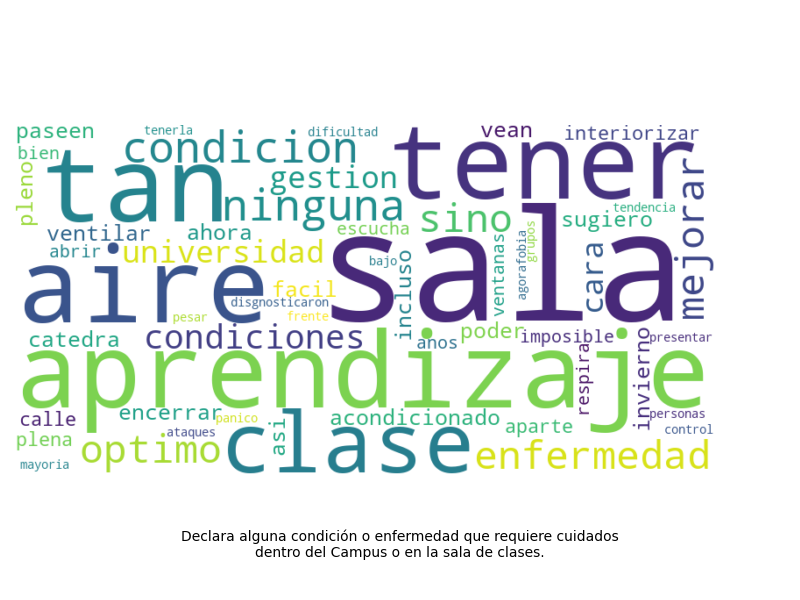 paseen tenerla dificultad vean interiorizar
bien tan condicion tener mejorar
pleno gestion ninguna sino sugiero tendencia
ventilar ahora escucha agorafobia grupos
abrir universidad bajo incluso ventanas cara
aire facil sala
disgnosticaron pesar frente
catedra condiciones anos poder imposible presentar
aprendizaje respirar invierno
calle encerrar panico acondicionado aparte personas
plena ataques asi control
mayoria optimo clase enfermedad
Declara alguna condición o enfermedad que requiere cuidados
dentro del Campus o en la sala de clases.